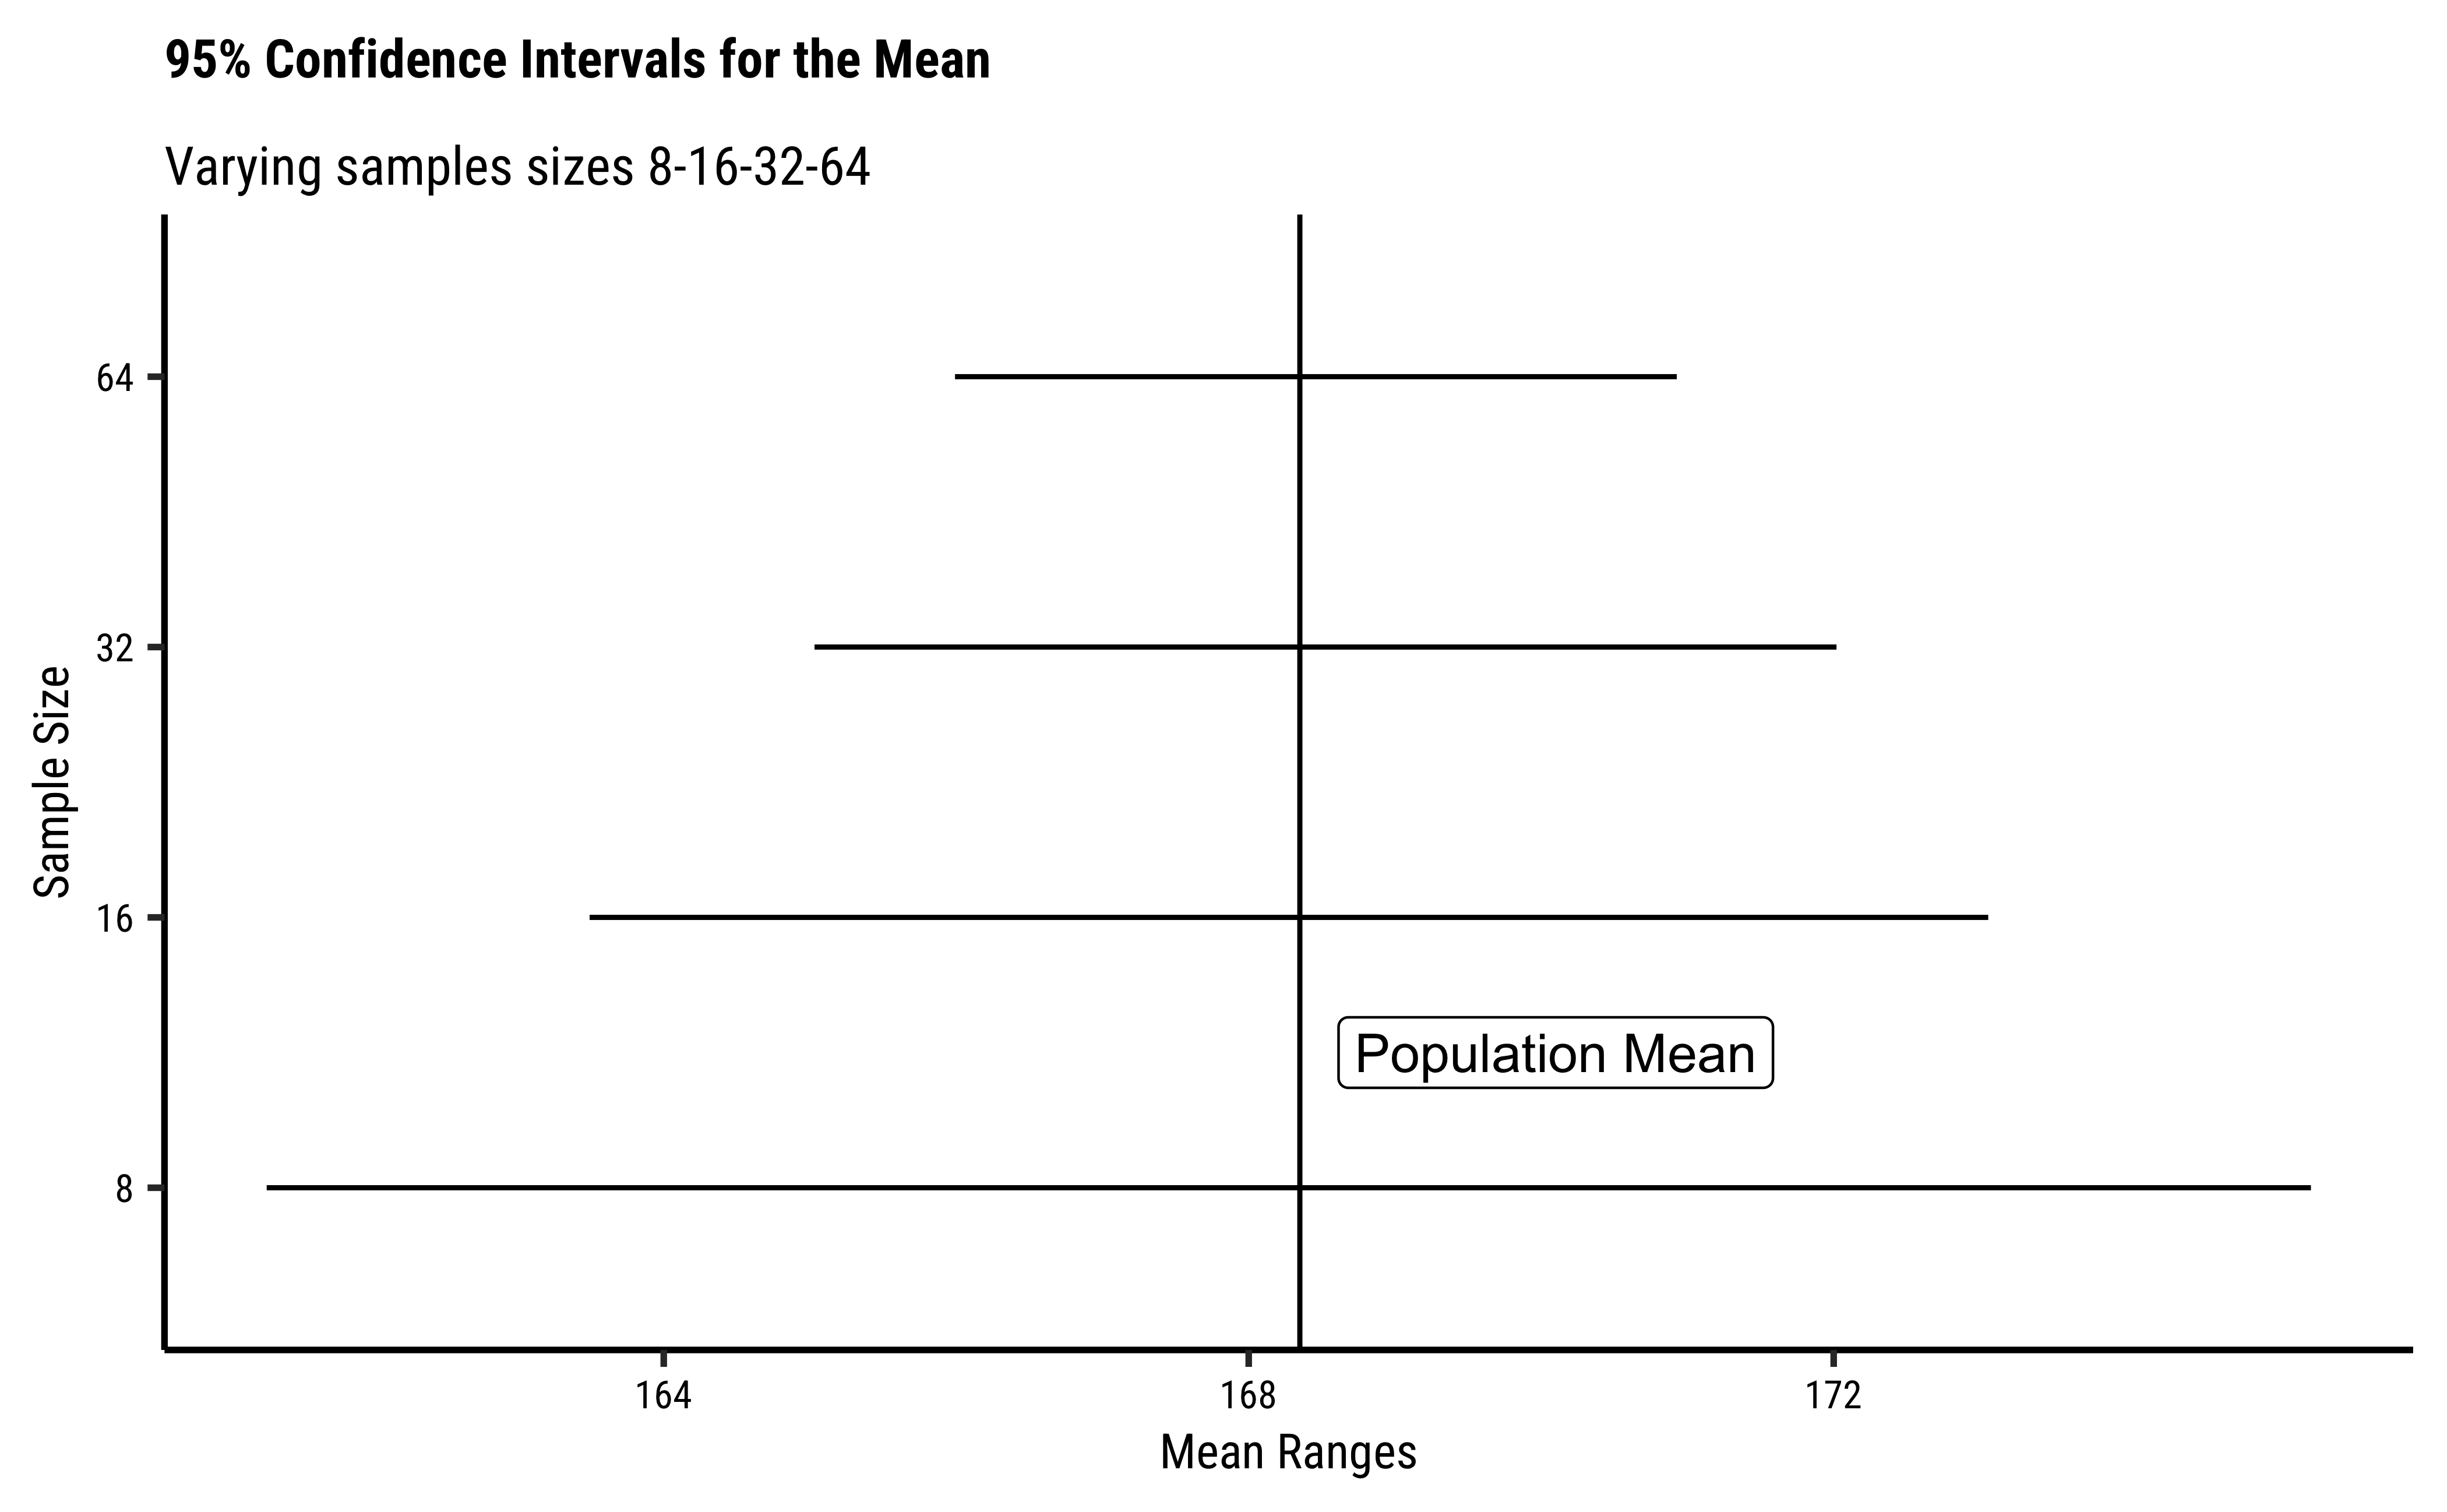 95% Confidence Intervals for the Mean
Varying samples sizes 8-16-32-64
Sample Size
64
32
16
8
Population Mean
164
168
172
Mean Ranges